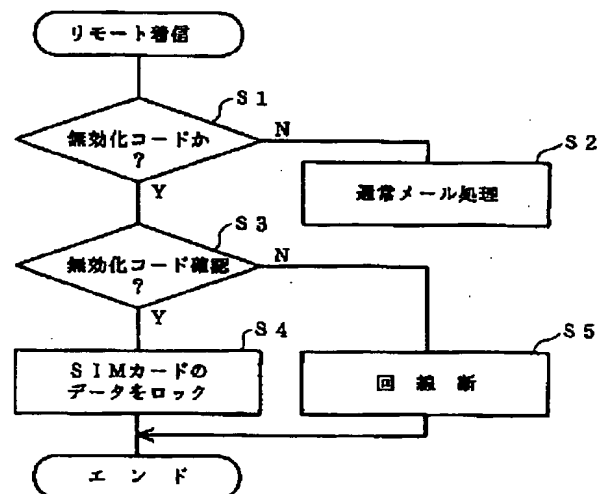 リモート着信
S1
無効化コードか
?
N
S2
通常メール処理
Y
S3
無効化コード確認
?
N
Y
S4
SIMカードの
データをロック
S5
回線断
エンド